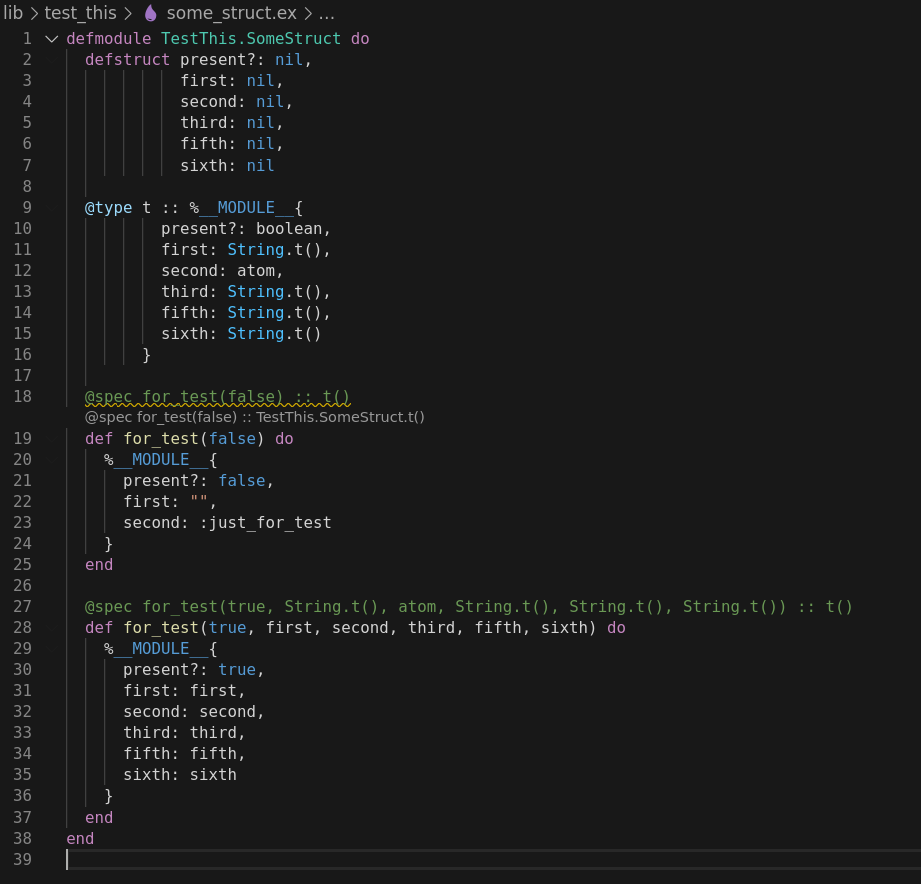 lib > test_this > some_struct.ex > ...
1 defmodule TestThis.SomeStruct do
2   defstruct present?: nil,
3             first: nil,
4             second: nil,
5             third: nil,
6             fifth: nil,
7             sixth: nil
8
9   @type t :: %__MODULE__{
10           present?: boolean,
11           first: String.t(),
12           second: atom,
13           third: String.t(),
14           fifth: String.t(),
15           sixth: String.t()
16         }
17
18   @spec for_test(false) :: t()
@spec for_test(false) :: TestThis.SomeStruct.t()
19   def for_test(false) do
20     %__MODULE__{
21       present?: false,
22       first: "",
23       second: :just_for_test
24     }
25   end
26
27   @spec for_test(true, String.t(), atom, String.t(), String.t(), String.t()) :: t()
28   def for_test(true, first, second, third, fifth, sixth) do
29     %__MODULE__{
30       present?: true,
31       first: first,
32       second: second,
33       third: third,
34       fifth: fifth,
35       sixth: sixth
36     }
37   end
38 end
39